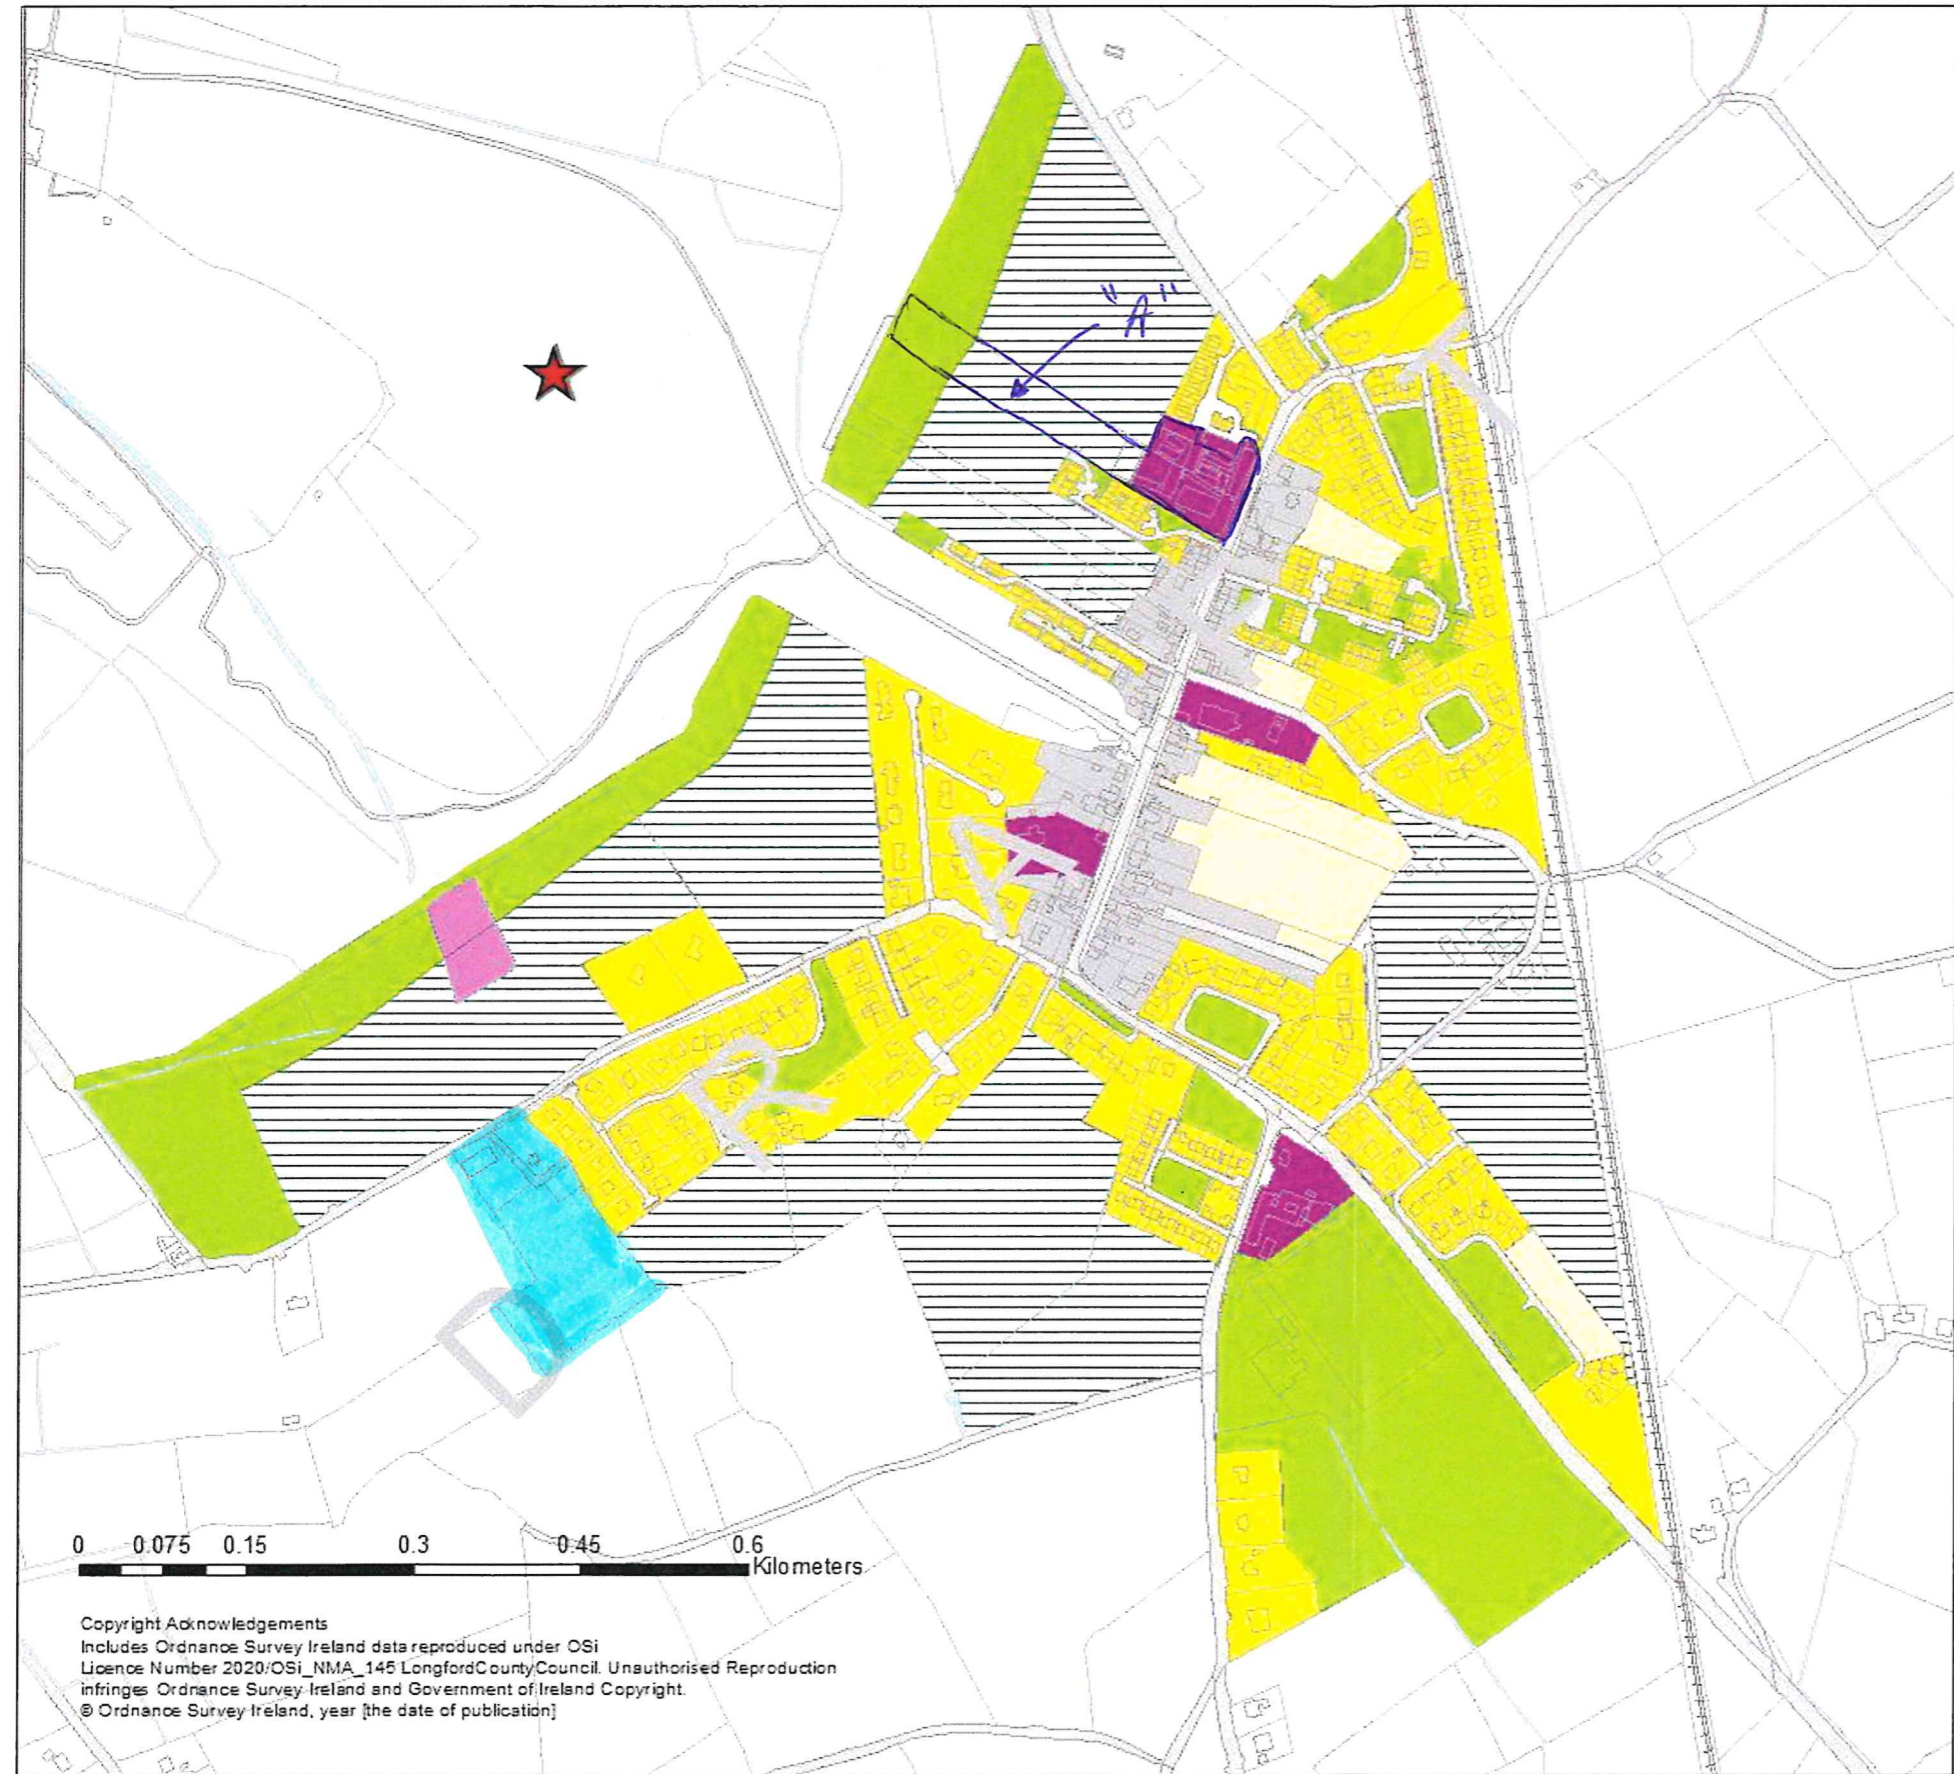 "A"
0 0.075 0.15 0.3 0.45 0.6
Kilometers
Copyright Acknowledgements
Includes Ordnance Survey Ireland data reproduced under OSi
Licence Number 2020/OSi_NMA_145 LongfordCountyCouncil. Unauthorised Reproduction
infringes Ordnance Survey Ireland and Government of Ireland Copyright.
© Ordnance Survey Ireland, year [the date of publication]
DRAFT